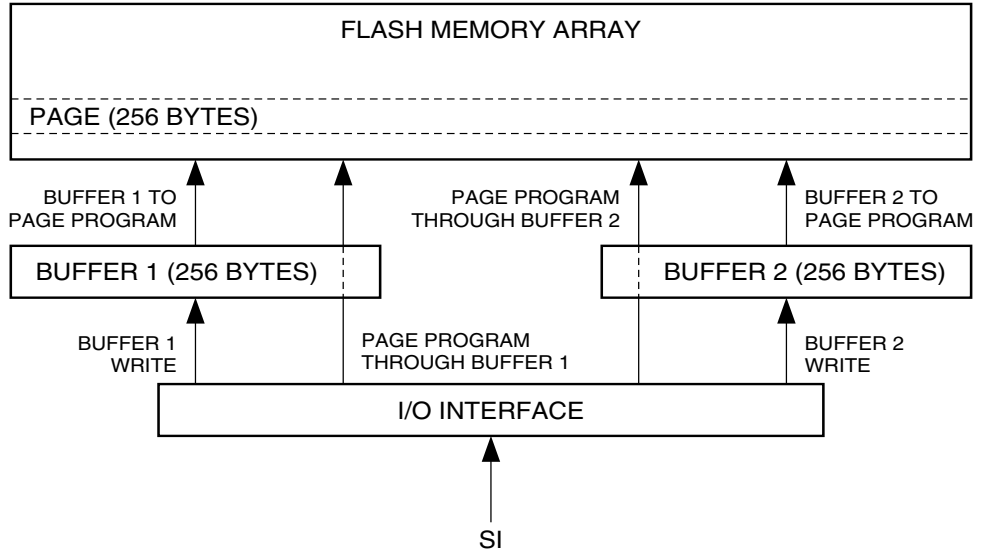 FLASH MEMORY ARRAY
PAGE (256 BYTES)
BUFFER 1 TO
PAGE PROGRAM
PAGE PROGRAM
THROUGH BUFFER 2
BUFFER 2 TO
PAGE PROGRAM
BUFFER 1 (256 BYTES)
BUFFER 2 (256 BYTES)
BUFFER 1
WRITE
PAGE PROGRAM
THROUGH BUFFER 1
BUFFER 2
WRITE
I/O INTERFACE
SI